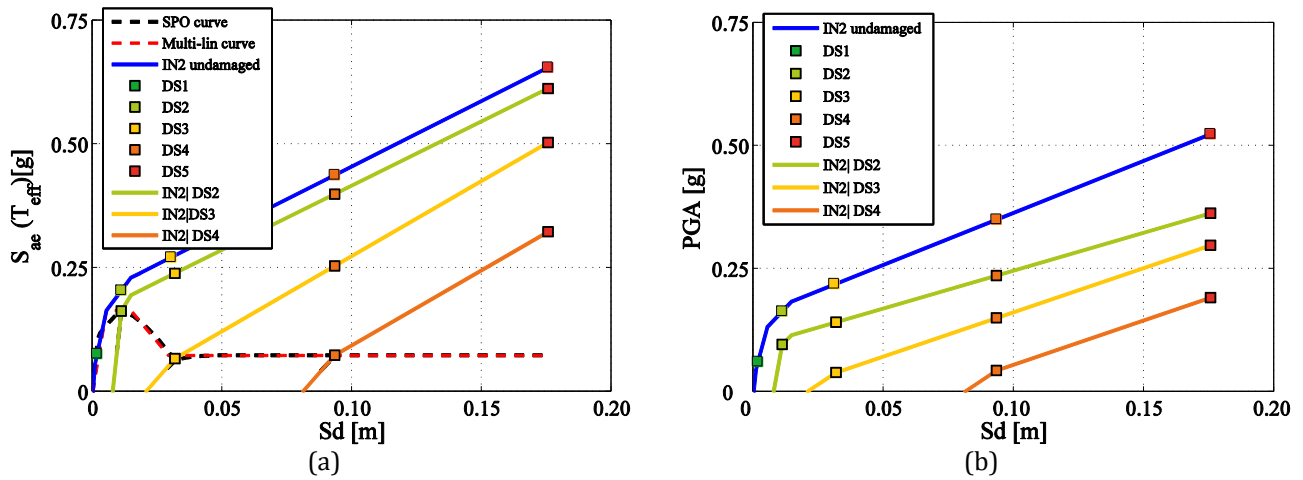 SPO curve
Multi-lin curve
IN2 undamaged
DS1
DS2
DS3
DS4
DS5
IN2| DS2
IN2|DS3
IN2| DS4
0.75
0.50
0.25
0
S_ae (T_eff)[g]
0 0.05 0.10 0.15 0.20
Sd [m]
(a)
IN2 undamaged
DS1
DS2
DS3
DS4
DS5
IN2| DS2
IN2| DS3
IN2| DS4
0.75
0.50
0.25
0
PGA [g]
0 0.05 0.10 0.15 0.20
Sd [m]
(b)